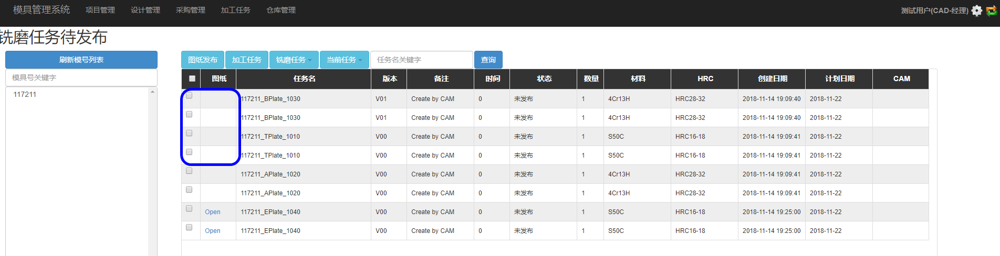 模具管理系统 项目管理 设计管理 采购管理 加工任务 仓库管理 测试用户(CAD-经理)
铣磨任务待发布
刷新模号列表 图纸发布 加工任务 铣磨任务 当前任务 任务名关键字 查询
模具号关键字
117211
图纸 任务名 版本 备注 时间 状态 数量 材料 HRC 创建日期 计划日期 CAM
117211_BPlate_1030 V01 Create by CAM 0 未发布 1 4Cr13H HRC28-32 2018-11-14 19:09:40 2018-11-22
117211_BPlate_1030 V01 Create by CAM 0 未发布 1 4Cr13H HRC28-32 2018-11-14 19:09:40 2018-11-22
117211_TPlate_1010 V00 Create by CAM 0 未发布 1 S50C HRC16-18 2018-11-14 19:09:41 2018-11-22
117211_TPlate_1010 V00 Create by CAM 0 未发布 1 S50C HRC16-18 2018-11-14 19:09:41 2018-11-22
117211_APlate_1020 V00 Create by CAM 0 未发布 1 4Cr13H HRC28-32 2018-11-14 19:09:41 2018-11-22
117211_APlate_1020 V00 Create by CAM 0 未发布 1 4Cr13H HRC28-32 2018-11-14 19:09:41 2018-11-22
Open 117211_EPlate_1040 V00 Create by CAM 0 未发布 1 S50C HRC16-18 2018-11-14 19:25:00 2018-11-22
Open 117211_EPlate_1040 V00 Create by CAM 0 未发布 1 S50C HRC16-18 2018-11-14 19:25:00 2018-11-22